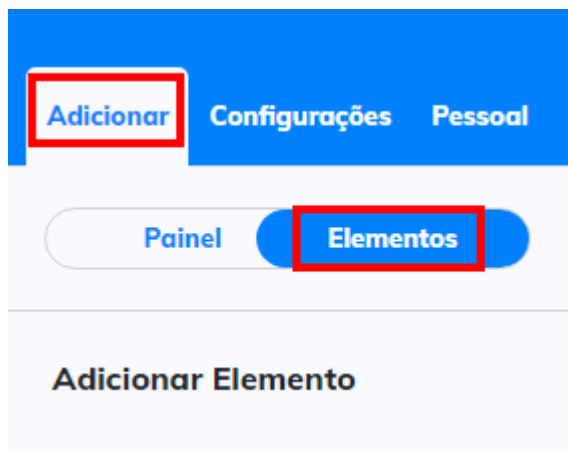 Adicionar Configurações Pessoal
Painel Elementos
Adicionar Elemento